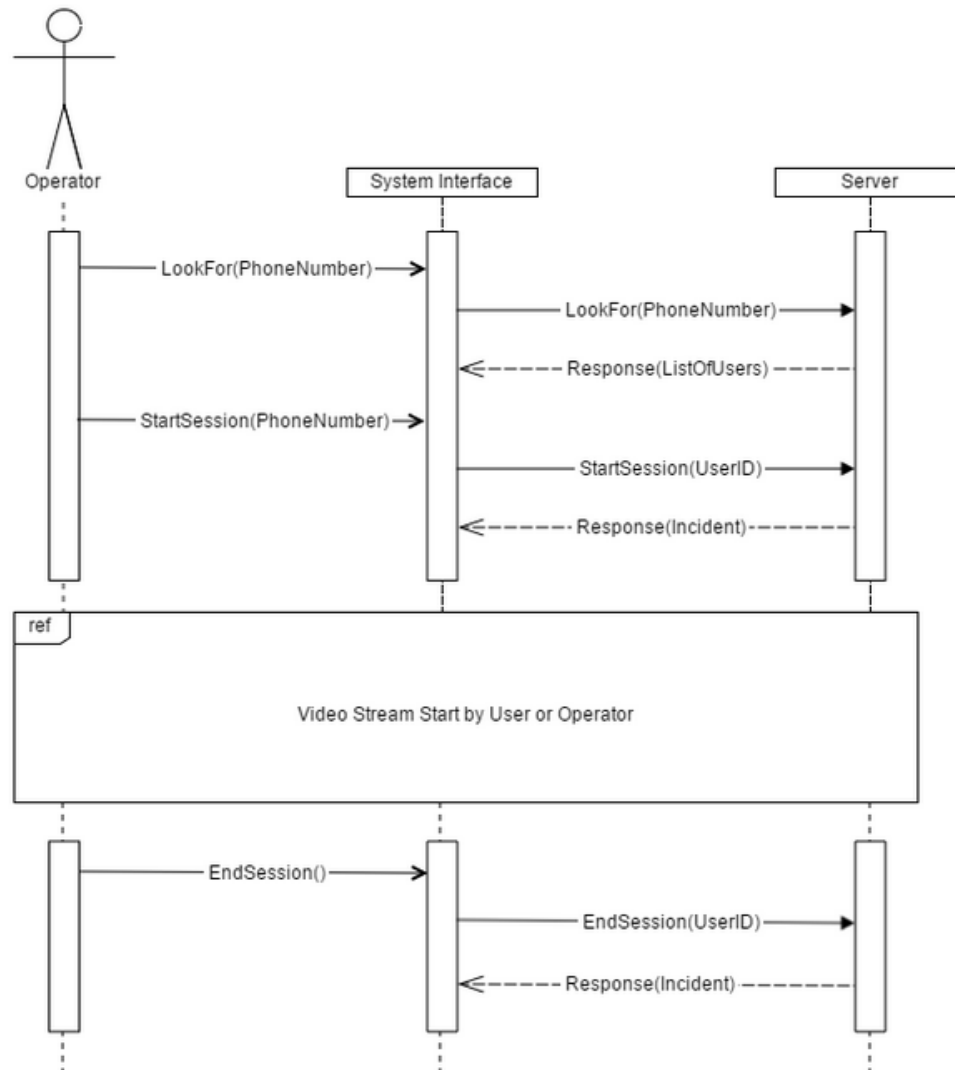 Operator
System Interface
Server
LookFor(PhoneNumber)
LookFor(PhoneNumber)
Response(ListOfUsers)
StartSession(PhoneNumber)
StartSession(UserID)
Response(Incident)
ref
Video Stream Start by User or Operator
EndSession()
EndSession(UserID)
Response(Incident)